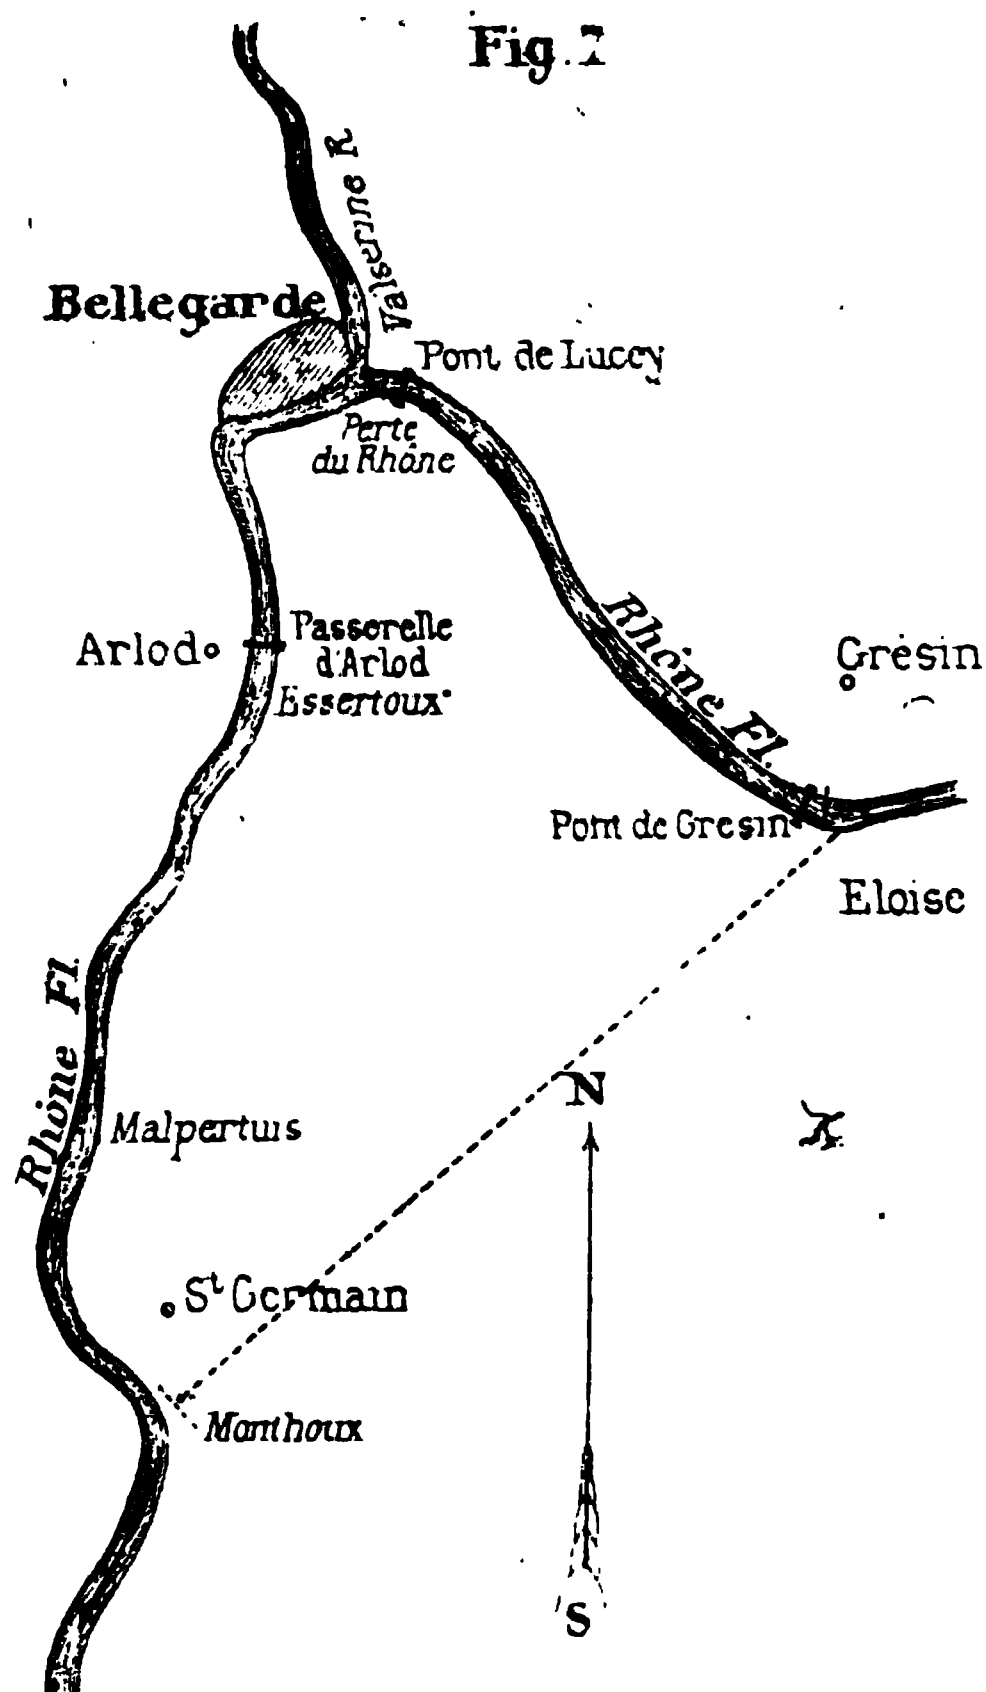 Fig. 7
Valserine R
Bellegarde
Pont de Lucey
Perte
du Rhône
Rhône Fl.
Arlod
Passerelle
d'Arlod
Essertoux
Grésin
Pont de Gresin
Eloise
Rhône Fl.
N
Malpertuis
St Germain
Monthoux
S